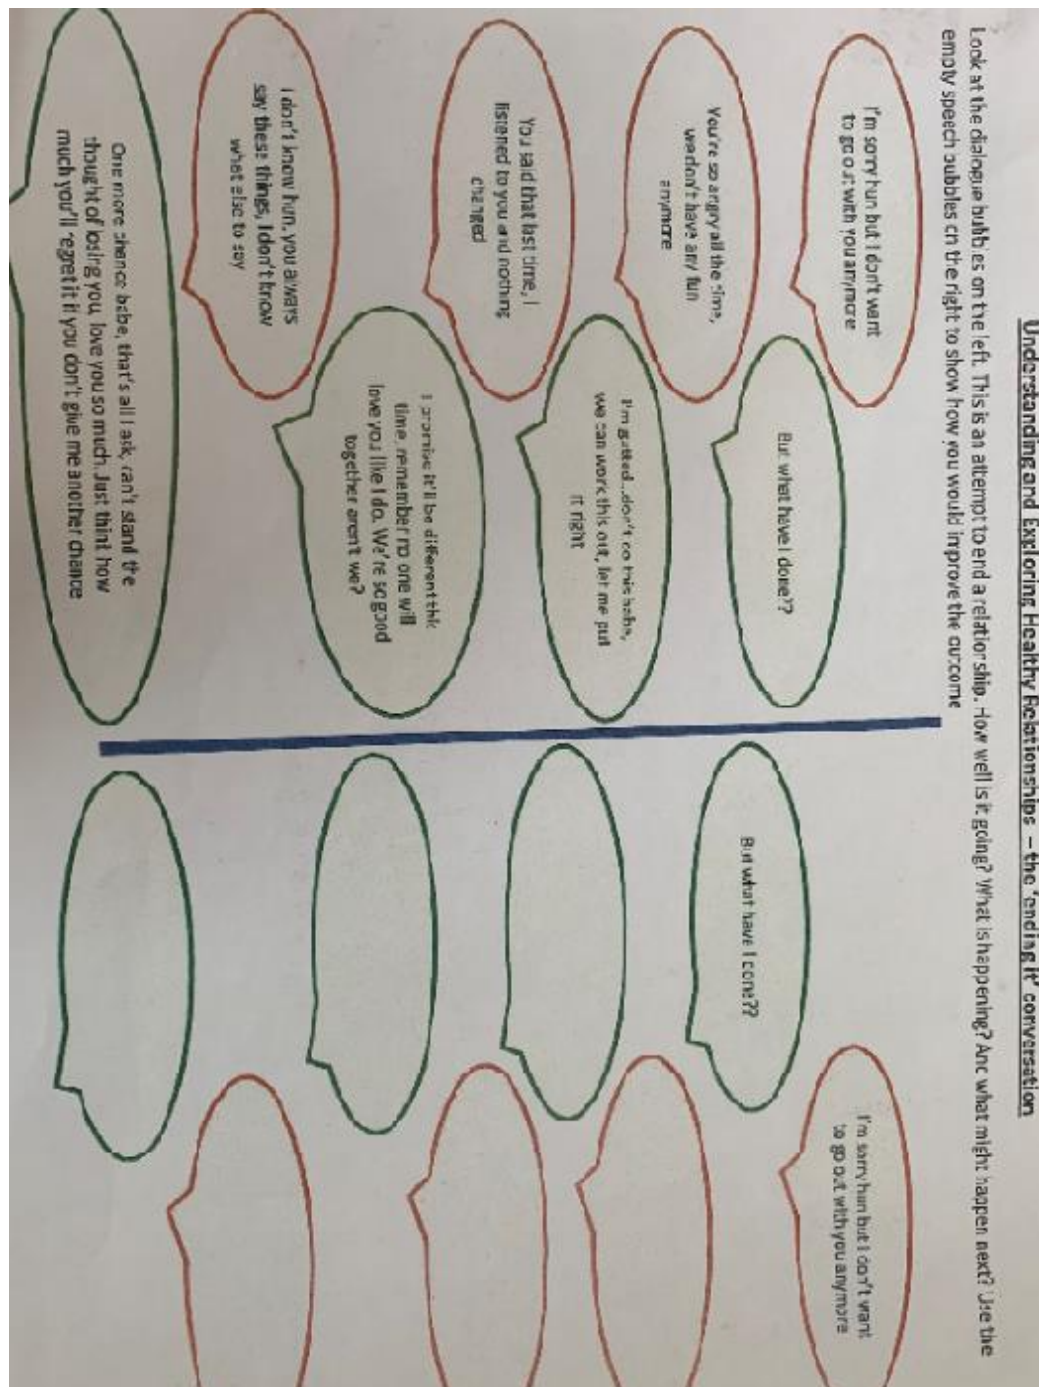 Understanding and Exploring Healthy Relationships – the 'ending it' conversation
Look at the dialogue bubbles on the left. This is an attempt to end a relationship. How well is it going? What is happening? And what might happen next? Use the
empty speech bubbles on the right to show how you would improve the outcome
I'm sorry hun but I don't want
to go out with you anymore
But what have I done??
You're so angry all the time,
we don't have any fun
anymore
I'm gutted...don't do this babe,
we can work this out, let me put
it right
You said that last time, I
listened to you and nothing
changed
I promise it'll be different this
time, remember no one will
love you like I do. We're so good
together aren't we?
I don't know hun, you always
say these things, I don't know
what else to say
One more chance babe, that's all I ask, can't stand the
thought of losing you, love you so much. Just think how
much you'll regret it if you don't give me another chance
I'm sorry hun but I don't want
to go out with you anymore
But what have I done??